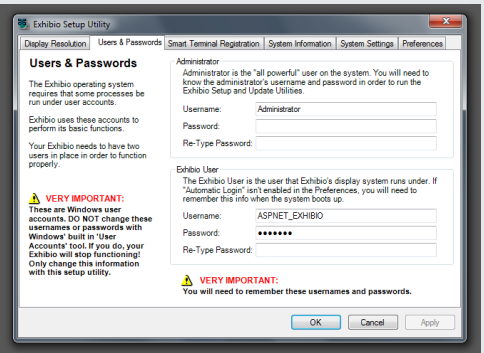 Exhibio Setup Utility
Display Resolution
Users & Passwords
Smart Terminal Registration
System Information
System Settings
Preferences
Users & Passwords
The Exhibio operating system
requires that some processes be
run under user accounts.
Exhibio uses these accounts to
perform its basic functions.
Your Exhibio needs to have two
users in place in order to function
properly.
VERY IMPORTANT:
These are Windows user
accounts. DO NOT change these
usernames or passwords with
Windows' built in 'User
Accounts' tool. If you do, your
Exhibio will stop functioning!
Only change this information
with this setup utility.
Administrator
Administrator is the "all powerful" user on the system. You will need to
know the administrator's username and password in order to run the
Exhibio Setup and Update Utilities.
Username:
Administrator
Password:
Re-Type Password:
Exhibio User
The Exhibio User is the user that Exhibio's display system runs under. If
"Automatic Login" isn't enabled in the Preferences, you will need to
remember this info when the system boots up.
Username:
ASPNET_EXHIBIO
Password:
●●●●●●●
Re-Type Password:
VERY IMPORTANT:
You will need to remember these usernames and passwords.
OK
Cancel
Apply